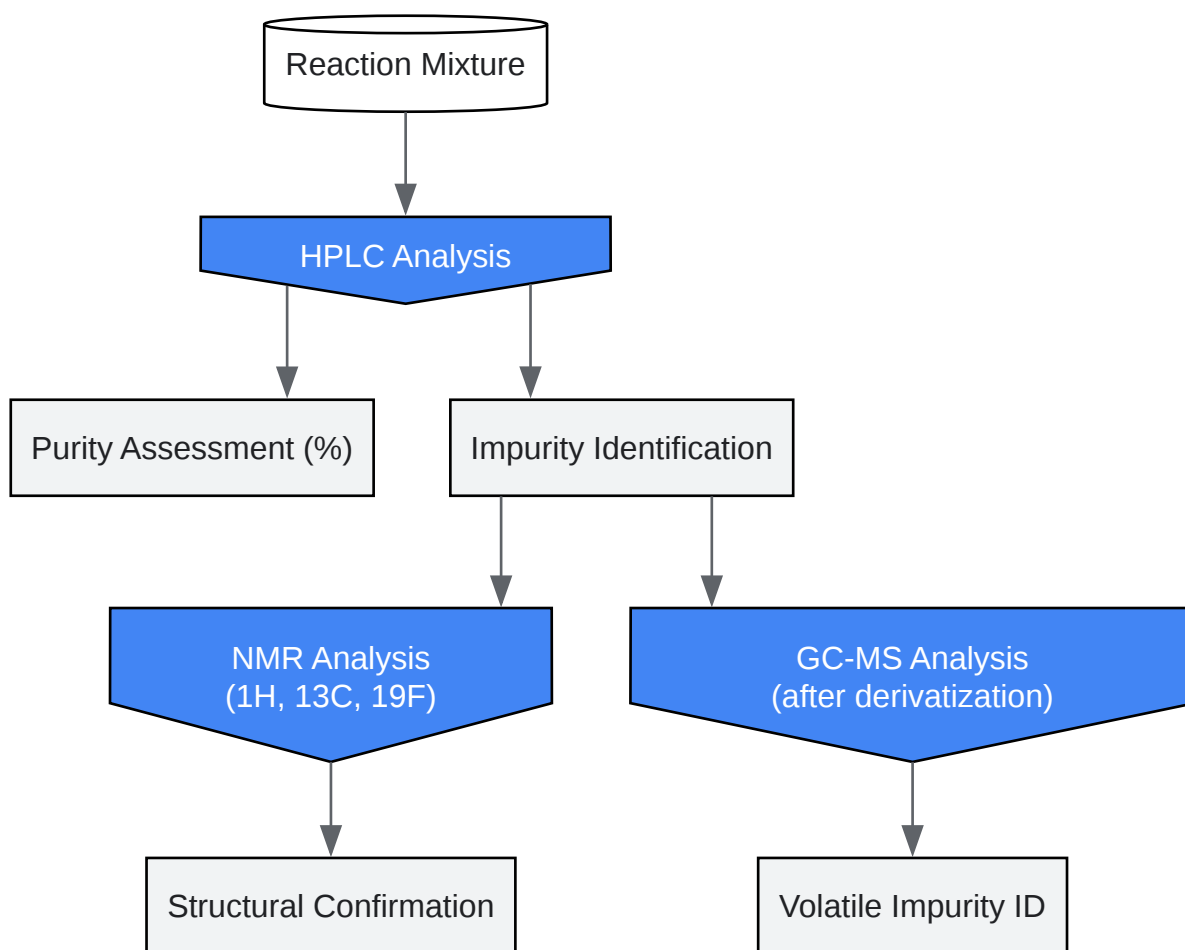 Reaction Mixture
HPLC Analysis
Purity Assessment (%)
Impurity Identification
NMR Analysis
(1H, 13C, 19F)
GC-MS Analysis
(after derivatization)
Structural Confirmation
Volatile Impurity ID